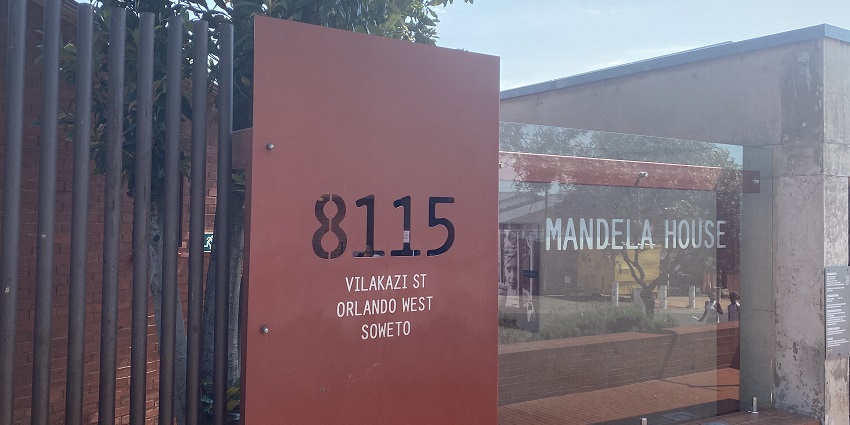 8115
VILAKAZI ST
ORLANDO WEST
SOWETO
MANDELA HOUSE